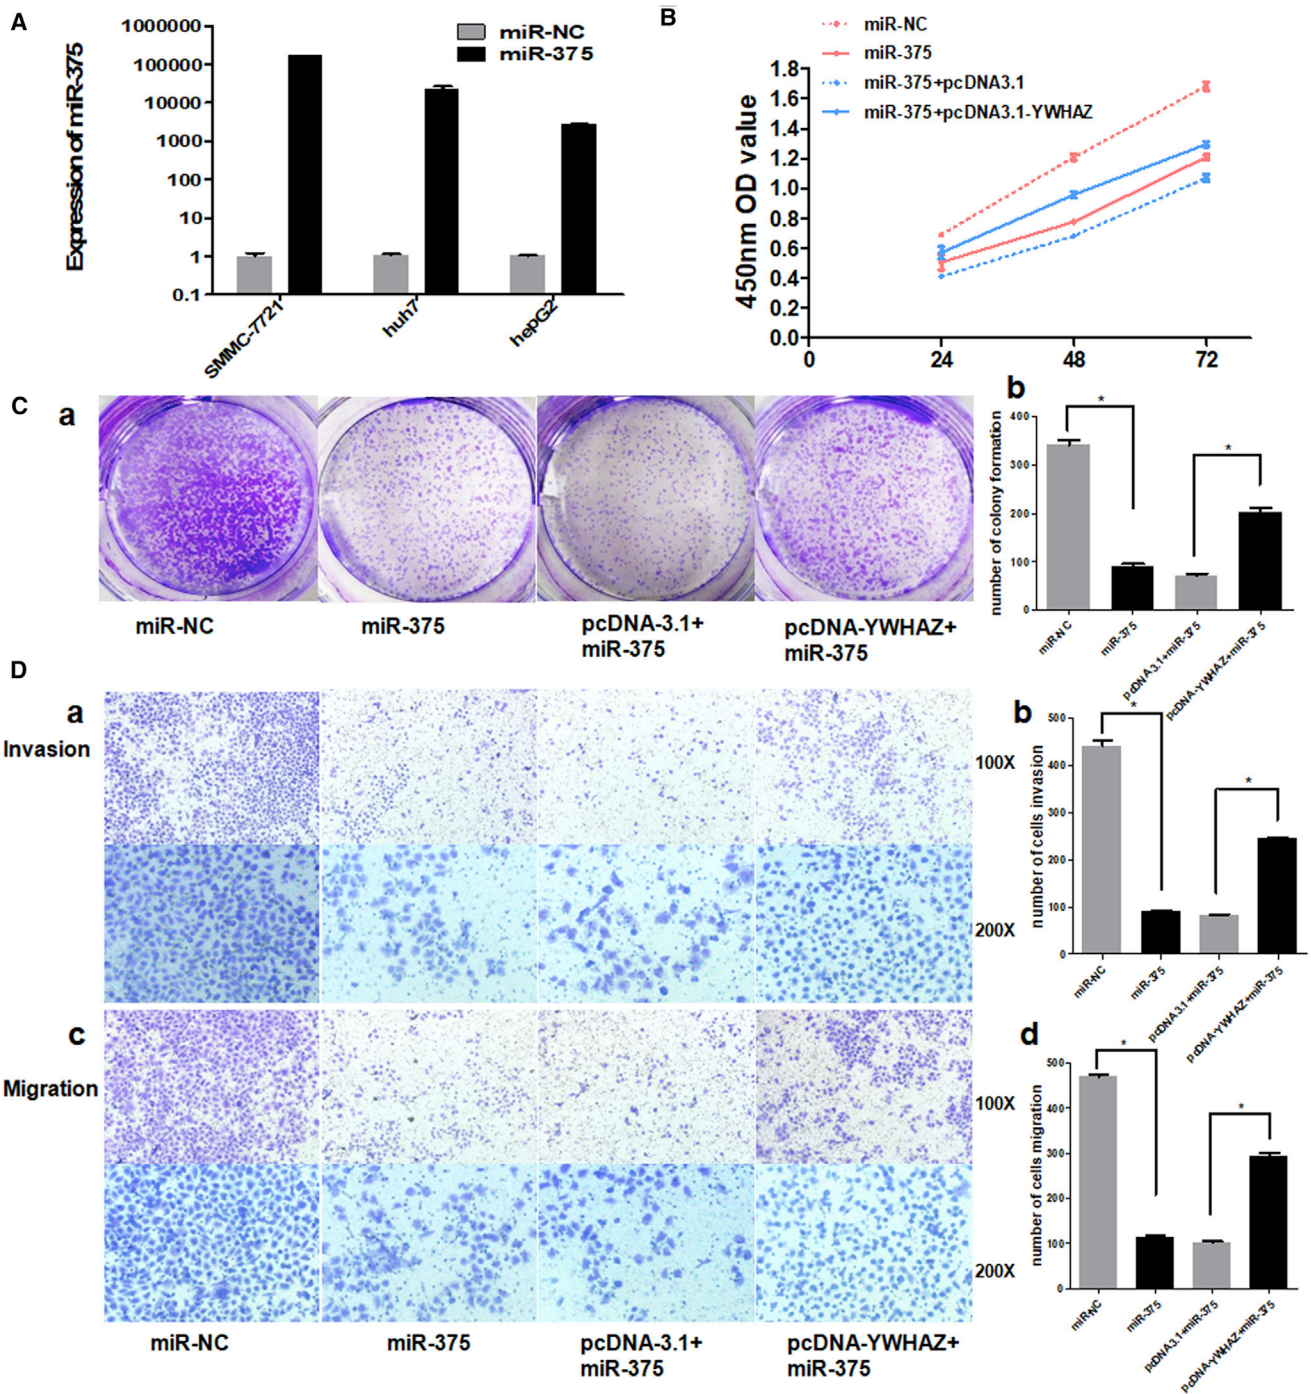 A
Expression of miR-375
1000000
100000
10000
1000
100
10
1
0.1
miR-NC
miR-375
SMMC-7721
huh7
hePG2
B
miR-NC
miR-375
miR-375+pcDNA3.1
miR-375+pcDNA3.1-YWHAZ
450nm OD value
1.8
1.6
1.4
1.2
1.0
0.8
0.6
0.4
0.2
0.0
0
24
48
72
C
a
miR-NC
miR-375
pcDNA-3.1+
miR-375
pcDNA-YWHAZ+
miR-375
b
number of colony formation
400
300
200
100
0
*
*
miR-NC
miR-375
pcDNA3.1+miR-375
pcDNA-YWHAZ+miR-375
D
a
Invasion
100X
200X
b
number of cells invasion
500
400
300
200
100
0
*
*
miR-NC
miR-375
pcDNA3.1+miR-375
pcDNA-YWHAZ+miR-375
c
Migration
100X
200X
miR-NC
miR-375
pcDNA-3.1+
miR-375
pcDNA-YWHAZ+
miR-375
d
number of cells migration
500
400
300
200
100
0
*
*
miR-NC
miR-375
pcDNA3.1+miR-375
pcDNA-YWHAZ+miR-375